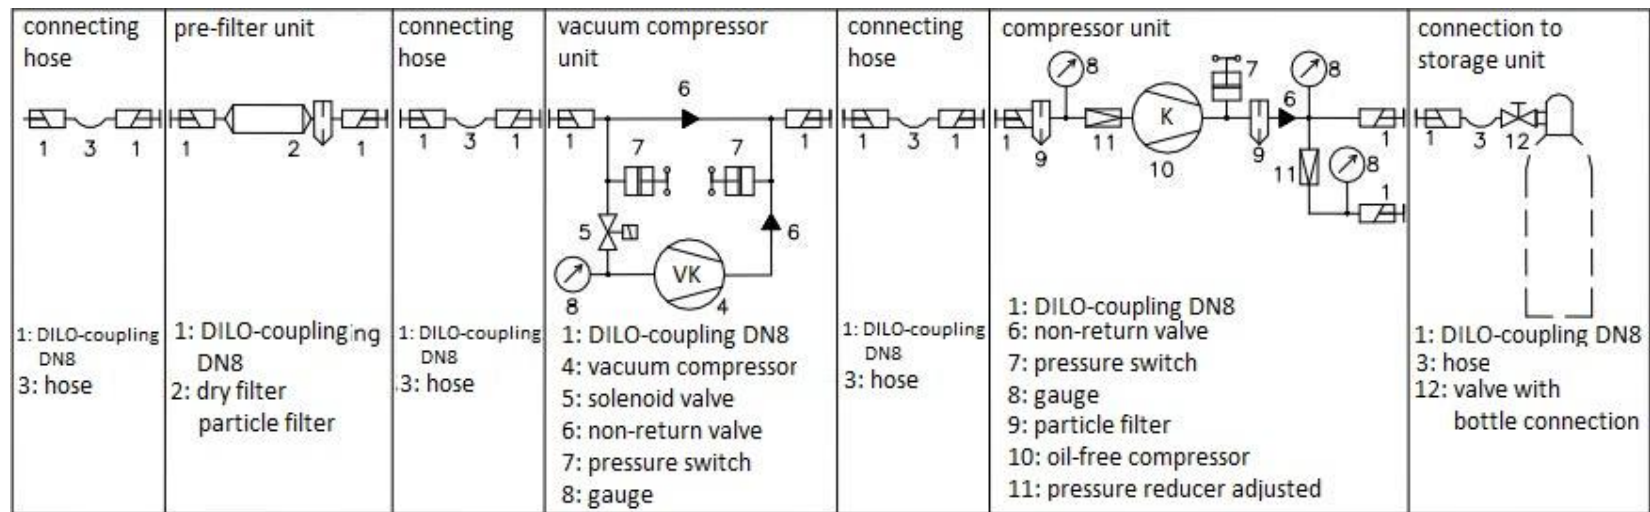 connecting
hose
1 3 1
1: DILO-coupling
DN8
3: hose
pre-filter unit
1 2 1
1: DILO-couplinging
DN8
2: dry filter
particle filter
connecting
hose
1 3 1
1: DILO-coupling
DN8
.3: hose
vacuum compressor
unit
6
1 1
7 7
5 6
VK
8 4
1: DILO-coupling DN8
4: vacuum compressor
5: solenoid valve
6: non-return valve
7: pressure switch
8: gauge
connecting
hose
1 3 1
1: DILO-coupling
DN8
3: hose
compressor unit
8 7 8
6
K
1 9 11 10 9 1
11 8
1
1: DILO-coupling DN8
6: non-return valve
7: pressure switch
8: gauge
9: particle filter
10: oil-free compressor
11: pressure reducer adjusted
connection to
storage unit
1 3 12
1: DILO-coupling DN8
3: hose
12: valve with
bottle connection